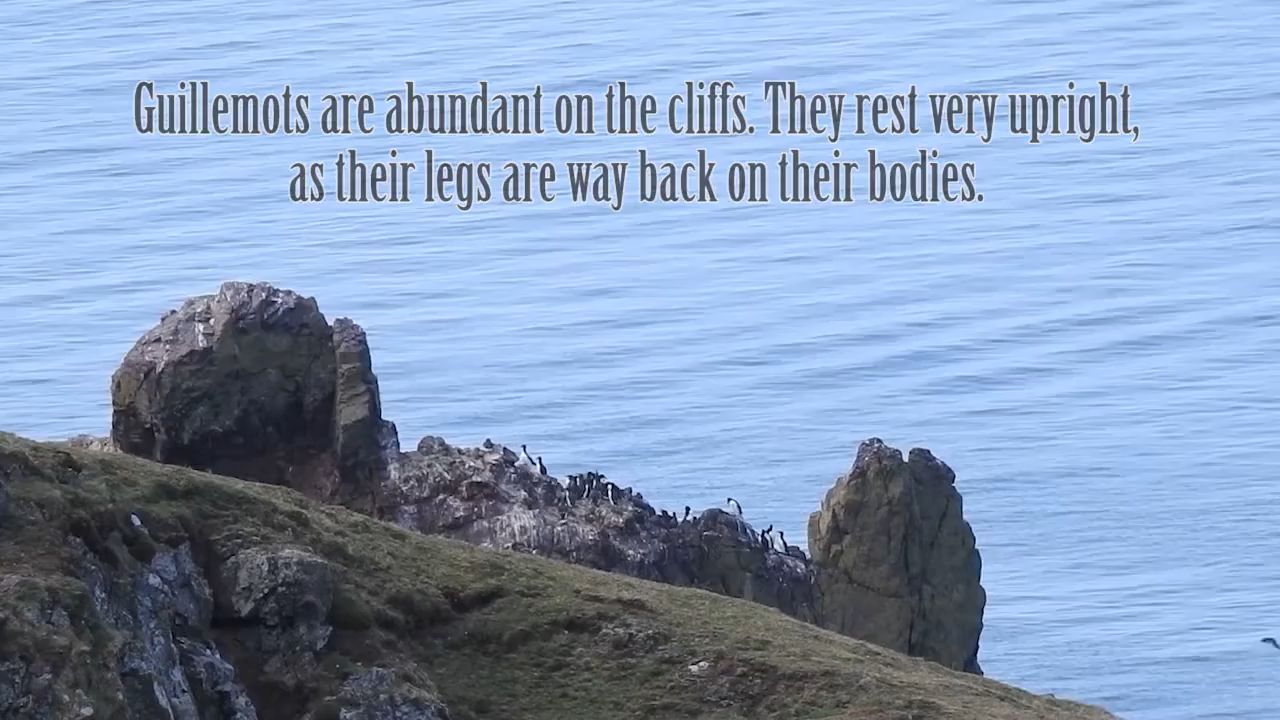 Guillemots are abundant on the cliffs. They rest very upright,
as their legs are way back on their bodies.